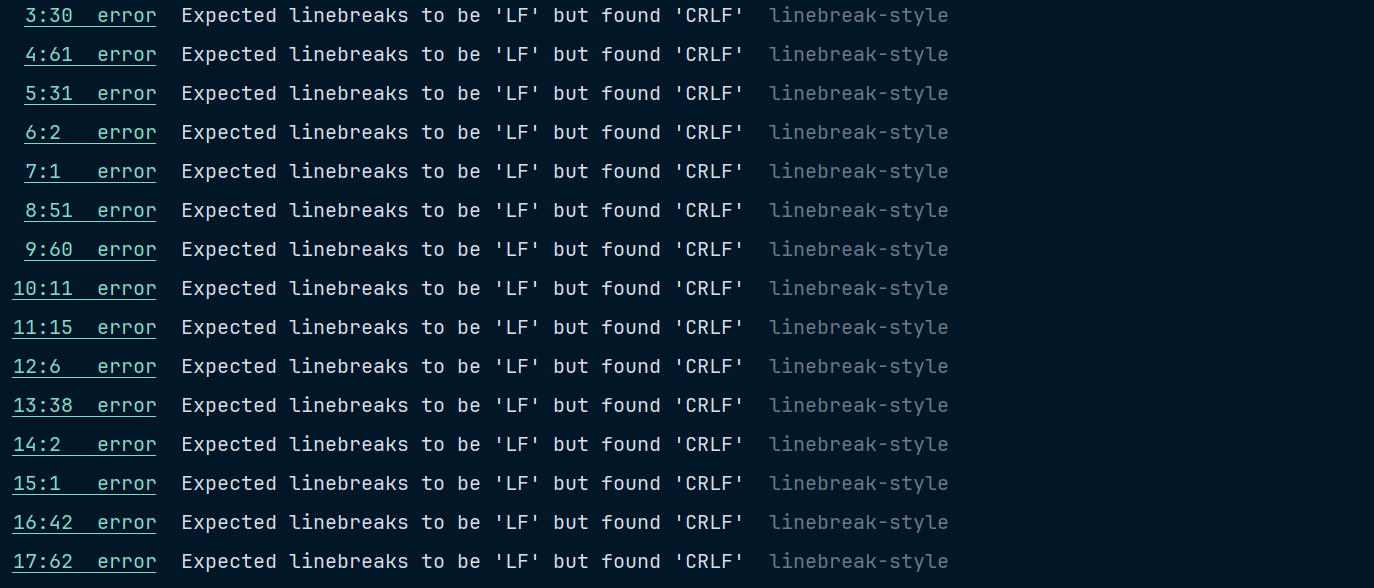 3:30  error  Expected linebreaks to be 'LF' but found 'CRLF'  linebreak-style
4:61  error  Expected linebreaks to be 'LF' but found 'CRLF'  linebreak-style
5:31  error  Expected linebreaks to be 'LF' but found 'CRLF'  linebreak-style
6:2   error  Expected linebreaks to be 'LF' but found 'CRLF'  linebreak-style
7:1   error  Expected linebreaks to be 'LF' but found 'CRLF'  linebreak-style
8:51  error  Expected linebreaks to be 'LF' but found 'CRLF'  linebreak-style
9:60  error  Expected linebreaks to be 'LF' but found 'CRLF'  linebreak-style
10:11  error  Expected linebreaks to be 'LF' but found 'CRLF'  linebreak-style
11:15  error  Expected linebreaks to be 'LF' but found 'CRLF'  linebreak-style
12:6   error  Expected linebreaks to be 'LF' but found 'CRLF'  linebreak-style
13:38  error  Expected linebreaks to be 'LF' but found 'CRLF'  linebreak-style
14:2   error  Expected linebreaks to be 'LF' but found 'CRLF'  linebreak-style
15:1   error  Expected linebreaks to be 'LF' but found 'CRLF'  linebreak-style
16:42  error  Expected linebreaks to be 'LF' but found 'CRLF'  linebreak-style
17:62  error  Expected linebreaks to be 'LF' but found 'CRLF'  linebreak-style